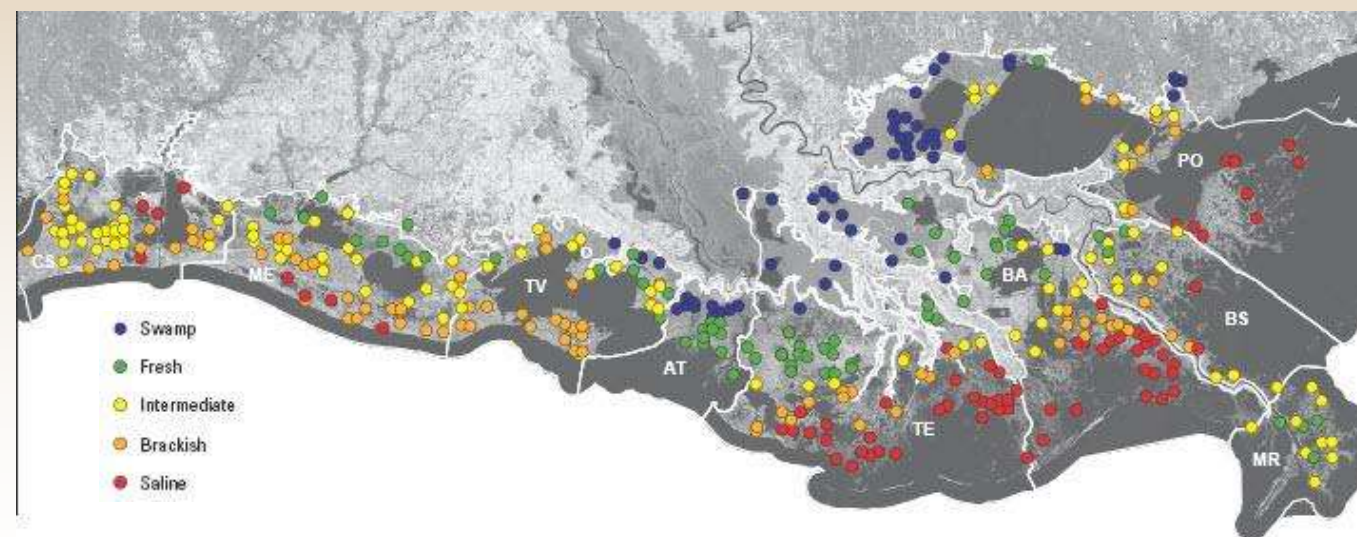 PO
CS
ME
TV
BA
BS
AT
TE
MR
Swamp
Fresh
Intermediate
Brackish
Saline